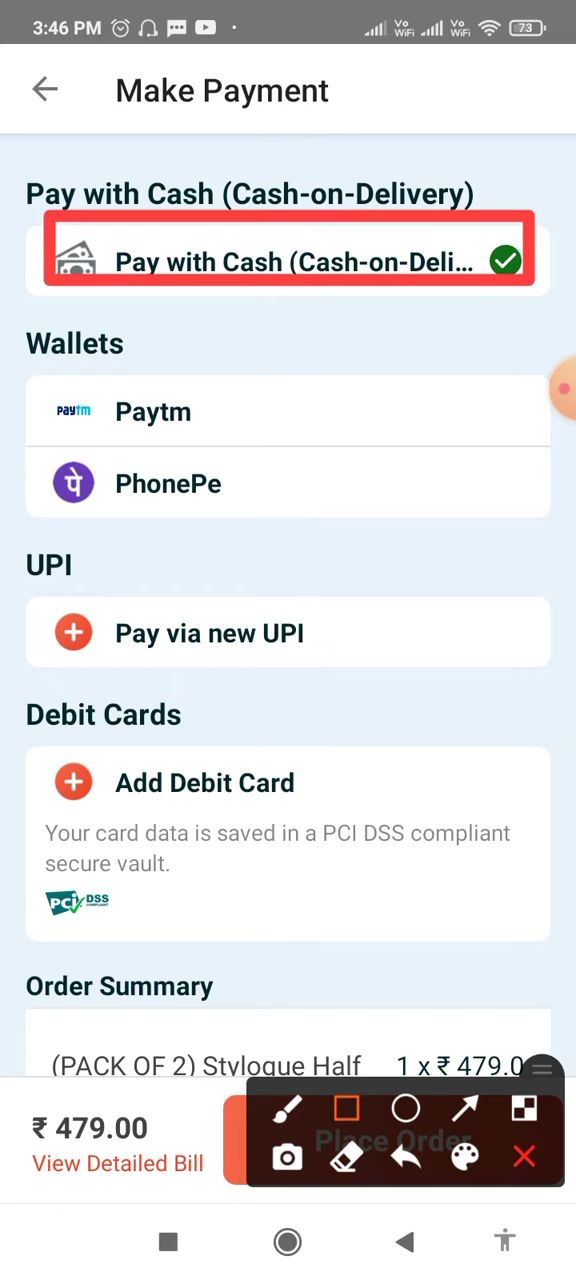 3:46 PM
Vo
WiFi
Vo
WiFi
73
Make Payment
Pay with Cash (Cash-on-Delivery)
Pay with Cash (Cash-on-Deli...
Wallets
paytm Paytm
पे PhonePe
UPI
Pay via new UPI
Debit Cards
Add Debit Card
Your card data is saved in a PCI DSS compliant
secure vault.
PCI DSS
COMPLIANT
Order Summary
(PACK OF 2) Stylogue Half 1 x ₹ 479.0
₹ 479.00
Place Order
View Detailed Bill